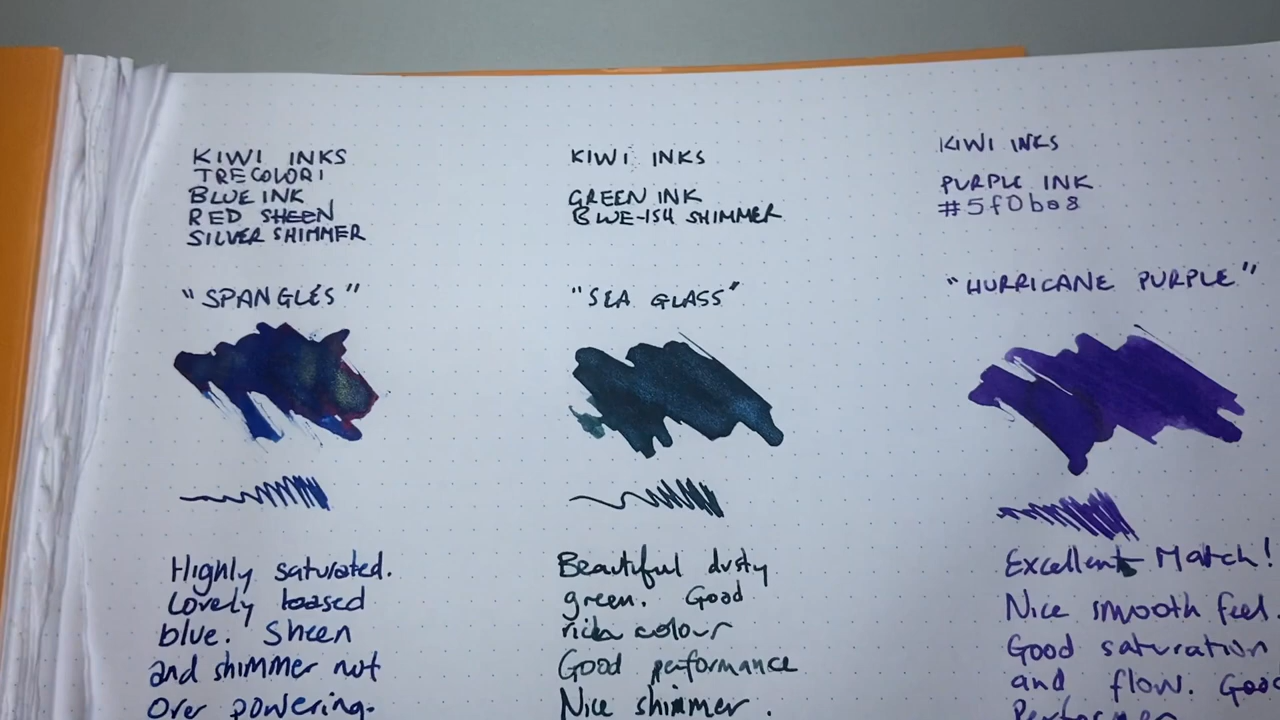 KIWI INKS
TRECOLORI
BLUE INK
RED SHEEN
SILVER SHIMMER
"SPANGLES"
Highly saturated.
Lovely based
blue. Sheen
and shimmer not
over powering.
KIWI INKS
GREEN INK
BLUE-ISH SHIMMER
"SEA GLASS"
Beautiful dusty
green. Good
rich colour
Good performance
Nice shimmer.
KIWI INKS
PURPLE INK
#5f0ba8
"HURRICANE PURPLE"
Excellent Match!
Nice smooth feel.
Good saturation
and flow. Good